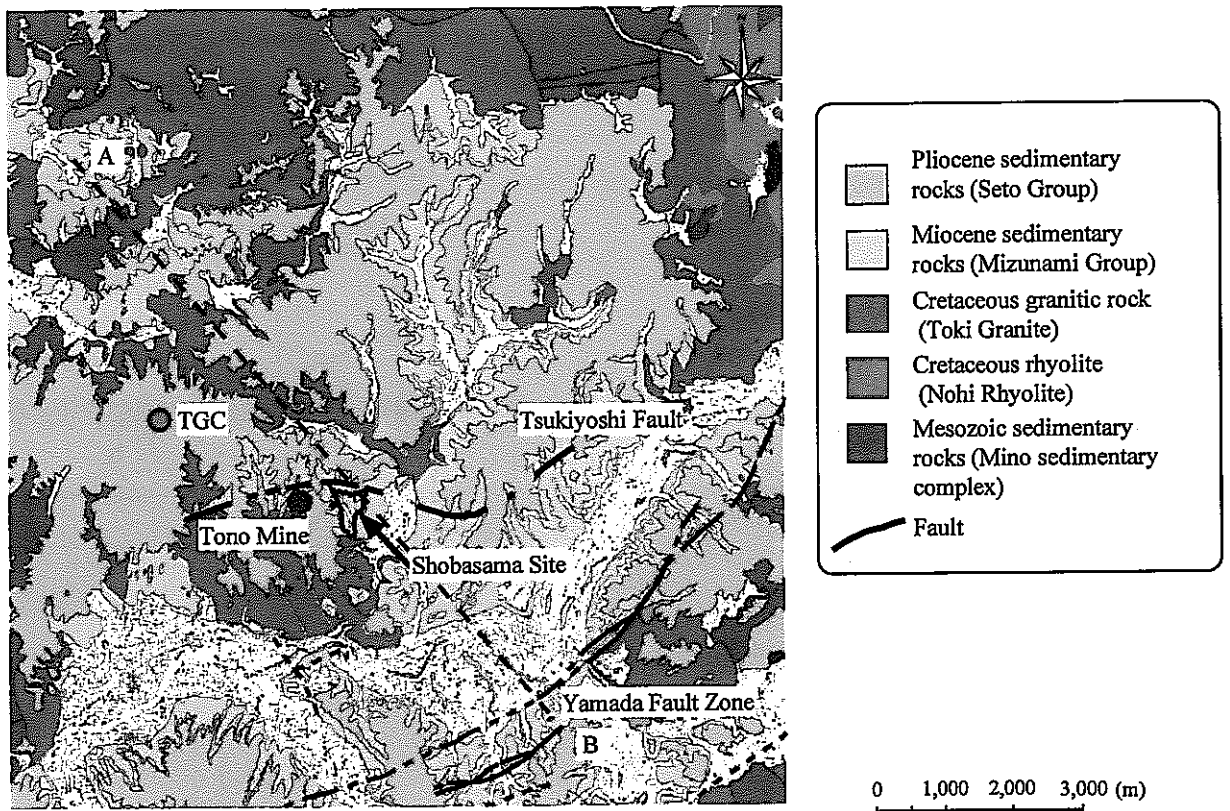 A
TGC
Tsukiyoshi Fault
Tono Mine
Shobasama Site
Yamada Fault Zone
B
Pliocene sedimentary
rocks (Seto Group)
Miocene sedimentary
rocks (Mizunami Group)
Cretaceous granitic rock
(Toki Granite)
Cretaceous rhyolite
(Nohi Rhyolite)
Mesozoic sedimentary
rocks (Mino sedimentary
complex)
Fault
0 1,000 2,000 3,000 (m)